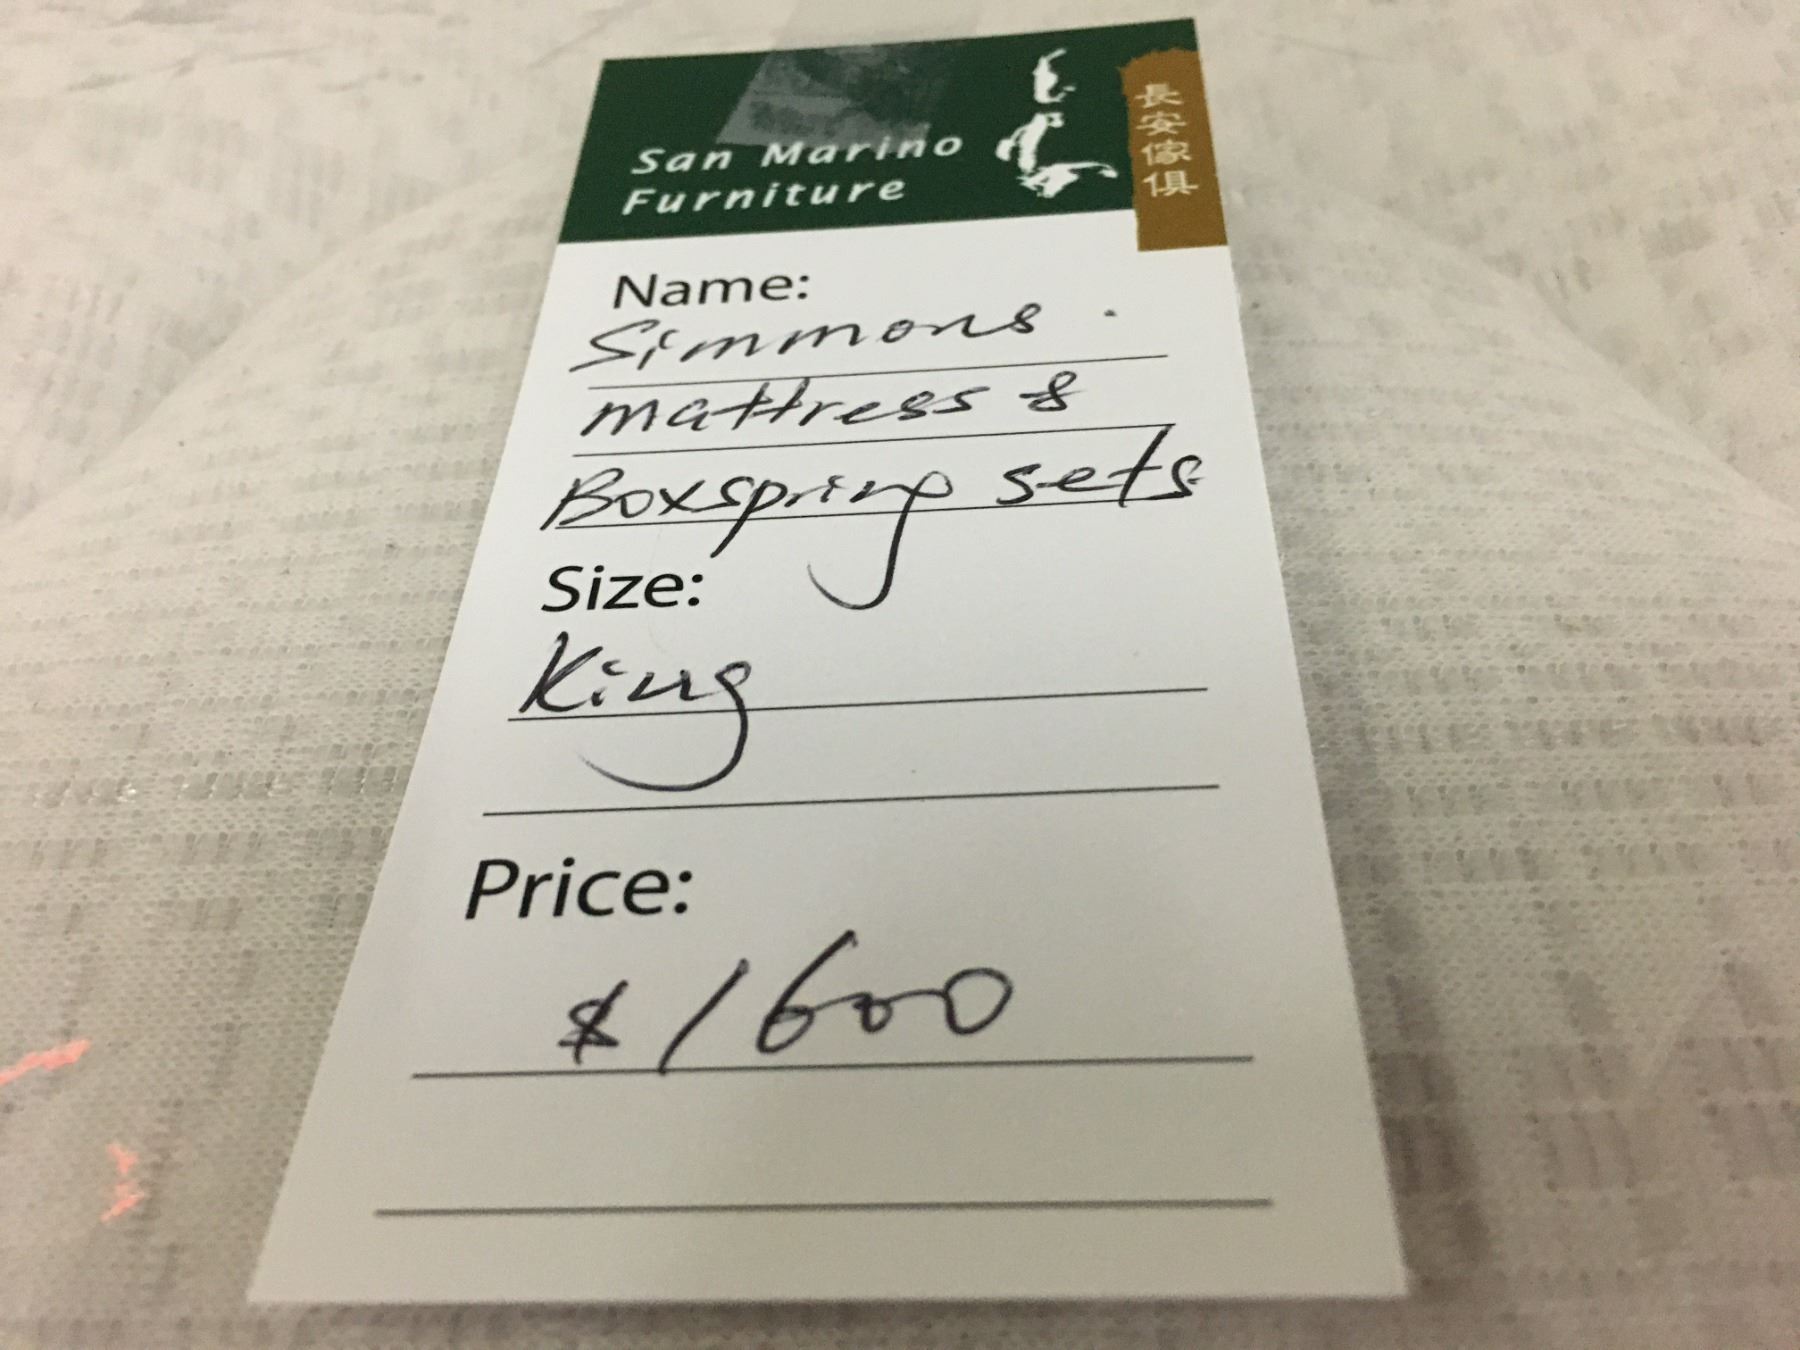 San Marino
Furniture
長安傢俱
Name:
Simmons.
mattress &
Boxspring sets
Size:
King
Price:
$1600